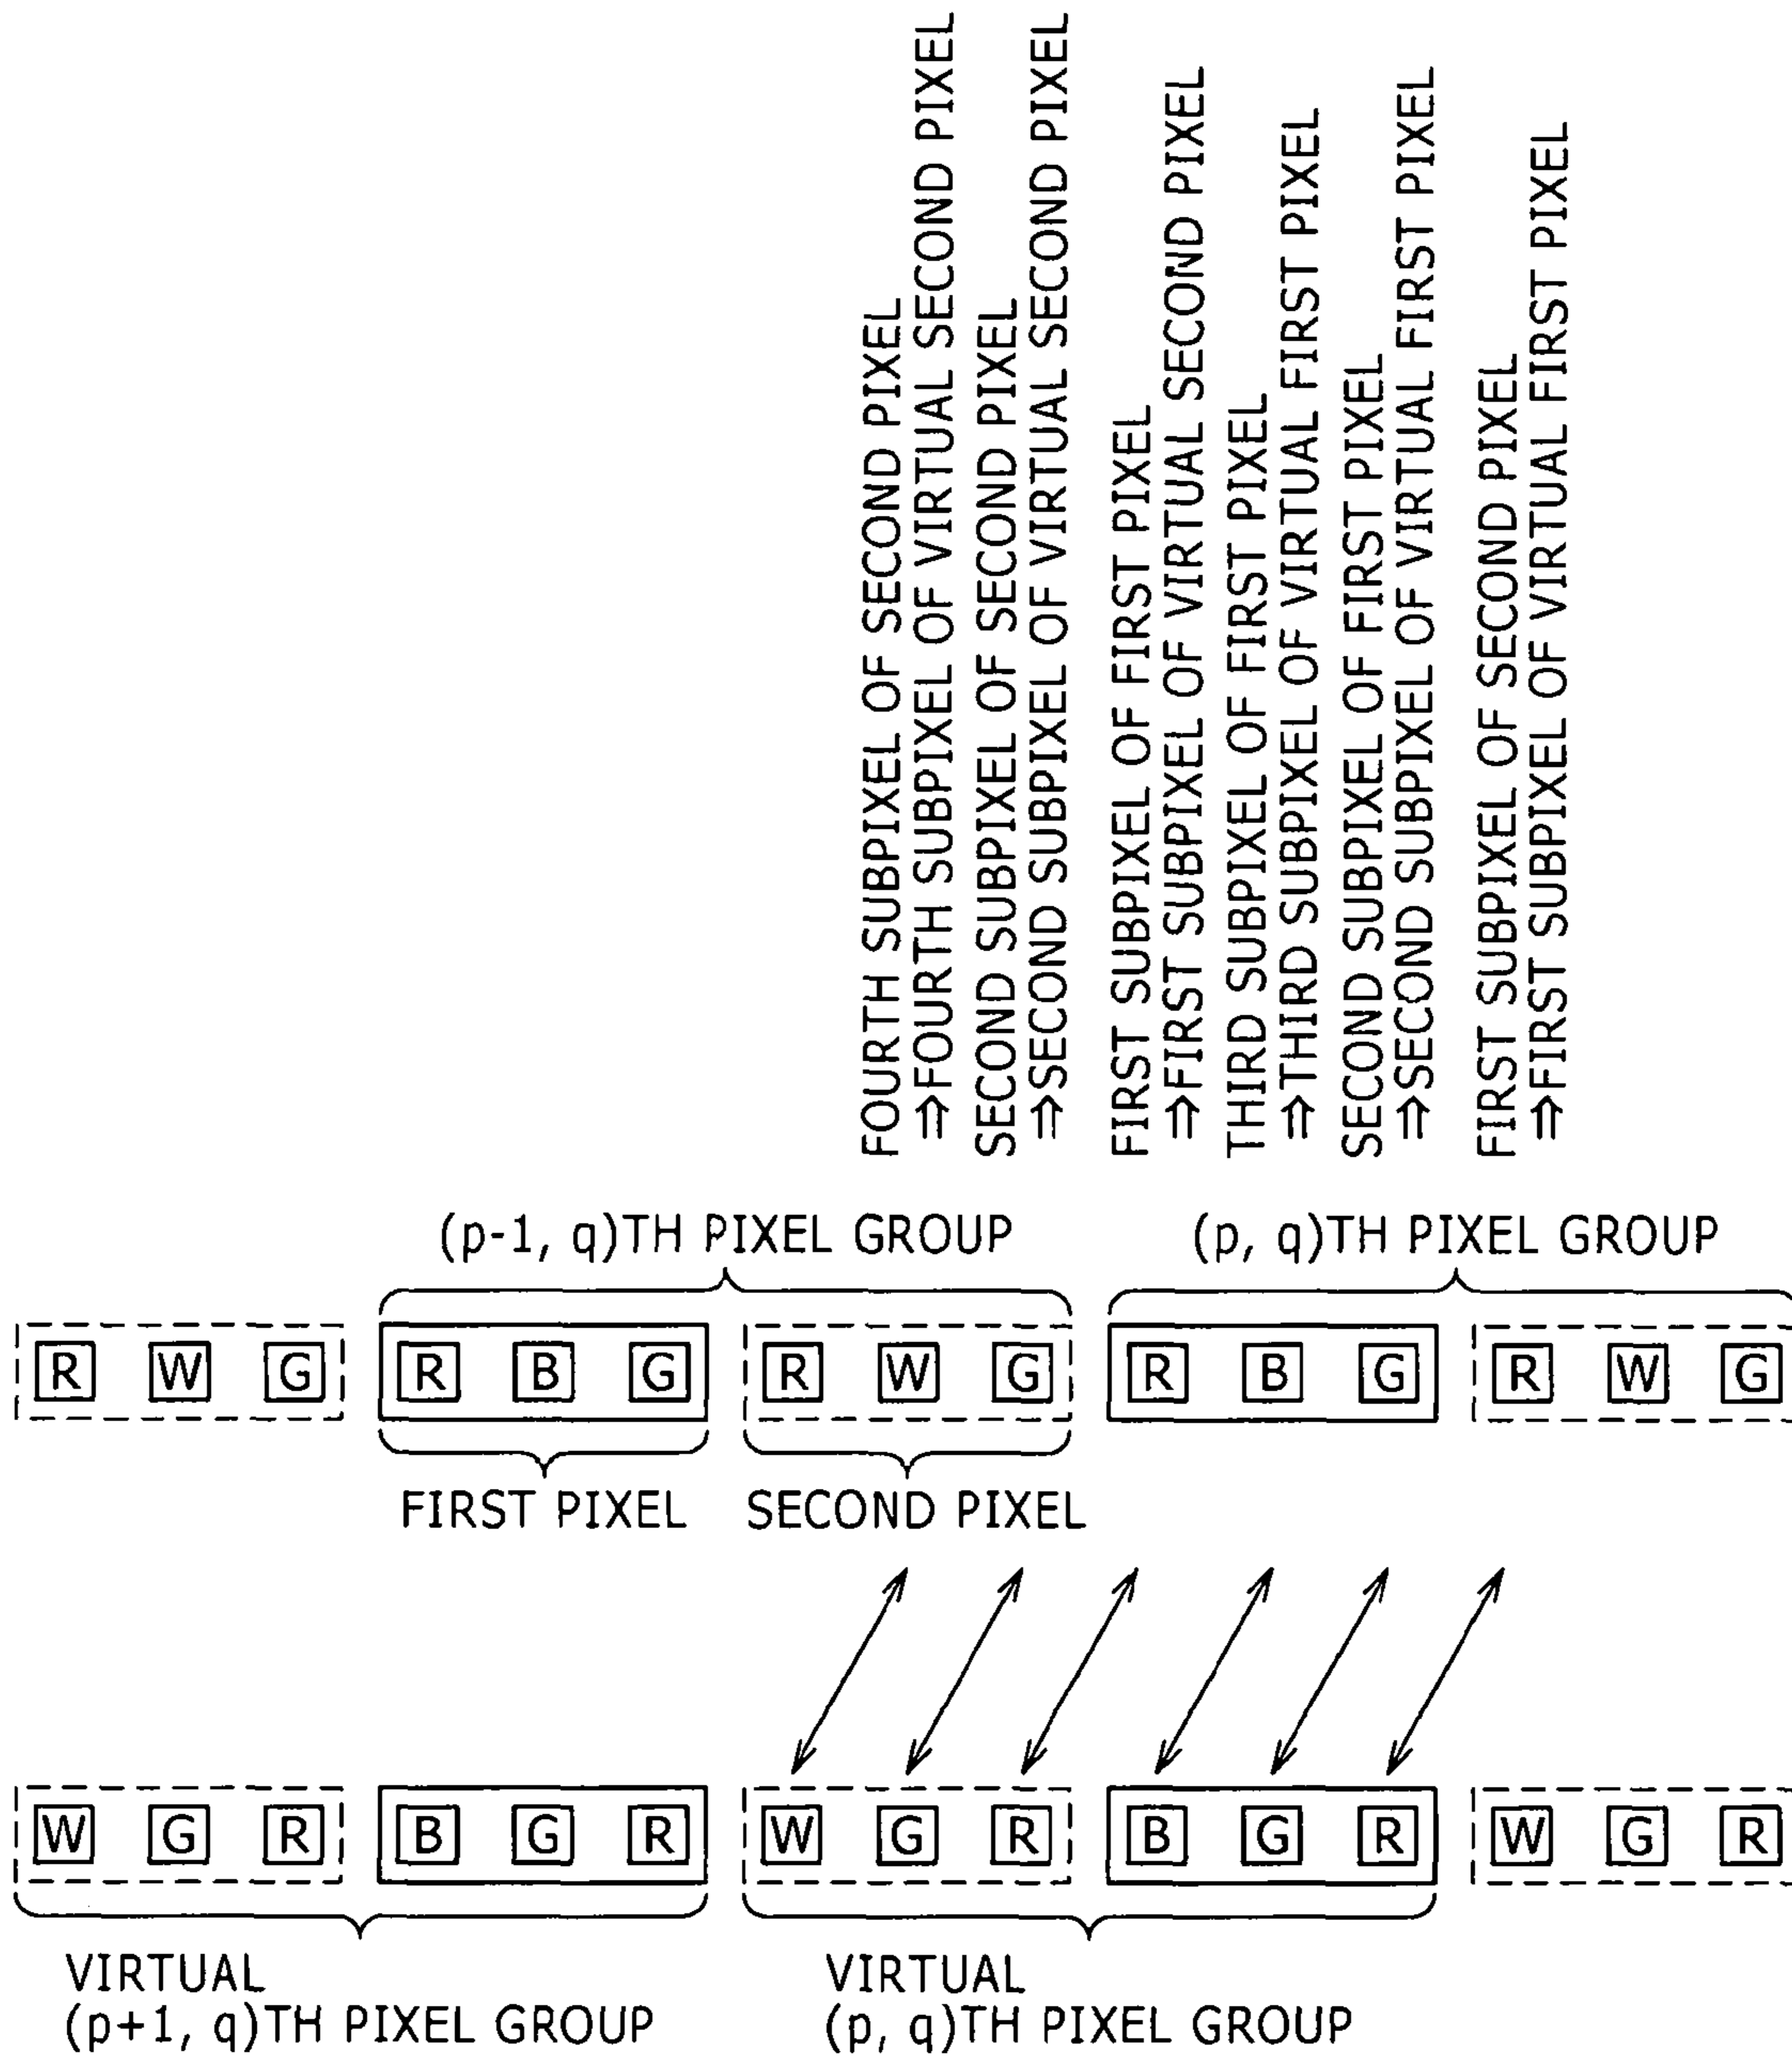 FOURTH SUBPIXEL OF SECOND PIXEL
⇒FOURTH SUBPIXEL OF VIRTUAL SECOND PIXEL
SECOND SUBPIXEL OF SECOND PIXEL
⇒SECOND SUBPIXEL OF VIRTUAL SECOND PIXEL
FIRST SUBPIXEL OF FIRST PIXEL
⇒FIRST SUBPIXEL OF VIRTUAL SECOND PIXEL
THIRD SUBPIXEL OF FIRST PIXEL
⇒THIRD SUBPIXEL OF VIRTUAL FIRST PIXEL
SECOND SUBPIXEL OF FIRST PIXEL
⇒SECOND SUBPIXEL OF VIRTUAL FIRST PIXEL
FIRST SUBPIXEL OF SECOND PIXEL
⇒FIRST SUBPIXEL OF VIRTUAL FIRST PIXEL
(p-1, q)TH PIXEL GROUP (p, q)TH PIXEL GROUP
R W G R B G R W G R B G R W G
FIRST PIXEL SECOND PIXEL
W G R B G R W G R B G R W G R
VIRTUAL
(p+1, q)TH PIXEL GROUP
VIRTUAL
(p, q)TH PIXEL GROUP